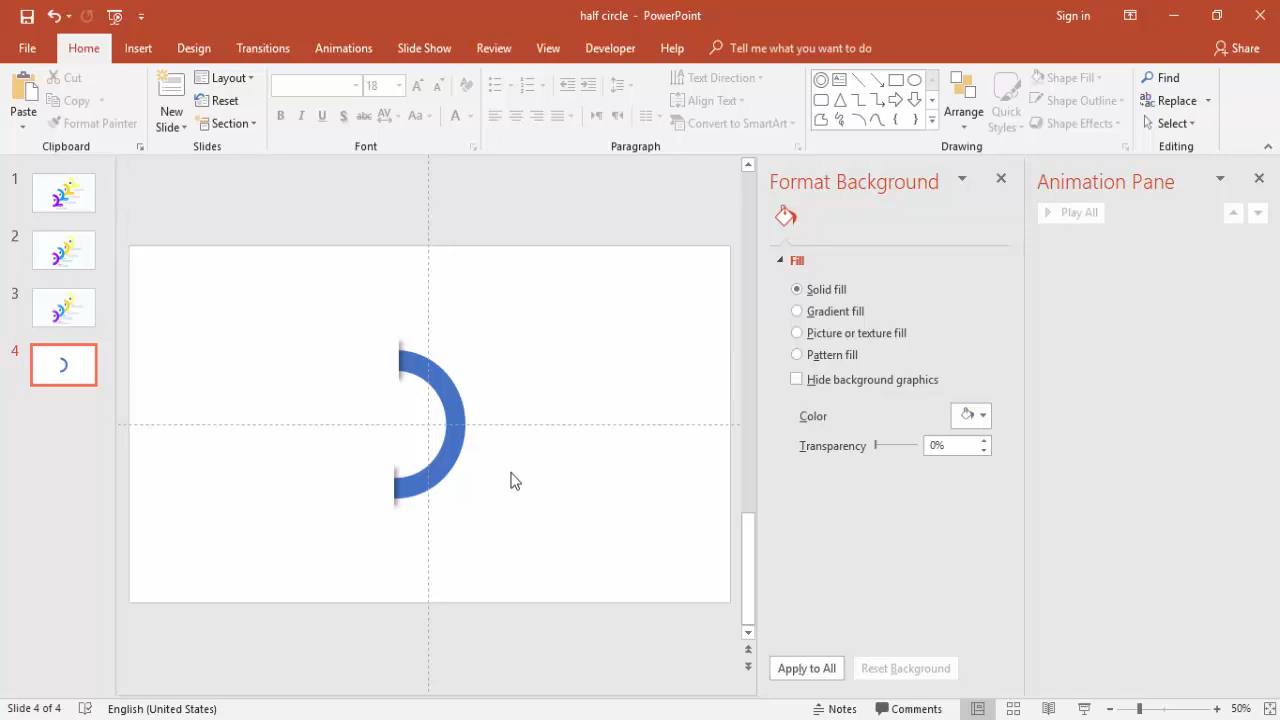 half circle - PowerPoint
Sign in
File Home Insert Design Transitions Animations Slide Show Review View Developer Help Tell me what you want to do Share
Paste
Cut
Copy
Format Painter
Clipboard
New Slide
Layout
Reset
Section
Slides
18
B I U S abc AV Aa A
Font
Paragraph
Text Direction
Align Text
Convert to SmartArt
Arrange
Quick Styles
Shape Fill
Shape Outline
Shape Effects
Drawing
Find
Replace
Select
Editing
1
2
3
4
Format Background
Fill
Solid fill
Gradient fill
Picture or texture fill
Pattern fill
Hide background graphics
Color
Transparency 0%
Apply to All Reset Background
Animation Pane
Play All
Slide 4 of 4 English (United States) Notes Comments 50%